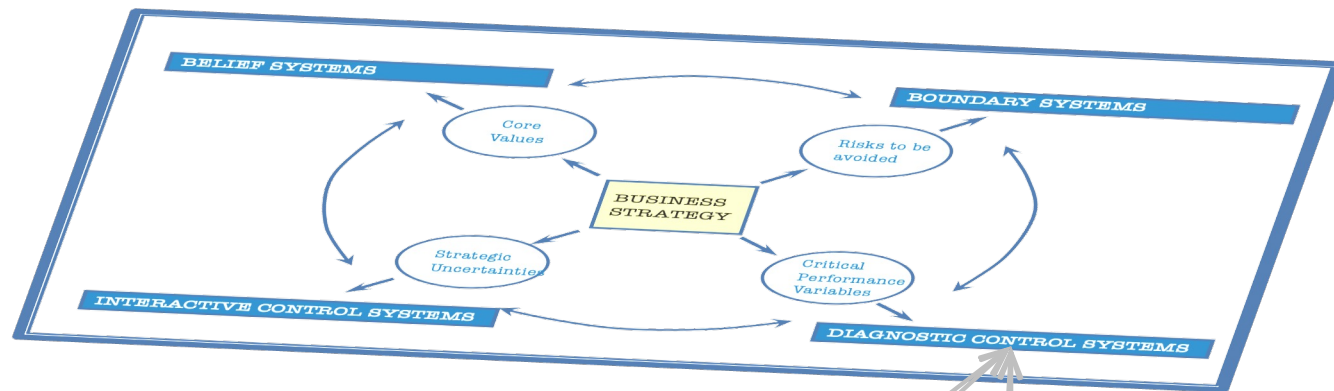 BELIEF SYSTEMS
BOUNDARY SYSTEMS
Core
Values
Risks to be
avoided
BUSINESS
STRATEGY
Strategic
Uncertainties
Critical
Performance
Variables
INTERACTIVE CONTROL SYSTEMS
DIAGNOSTIC CONTROL SYSTEMS